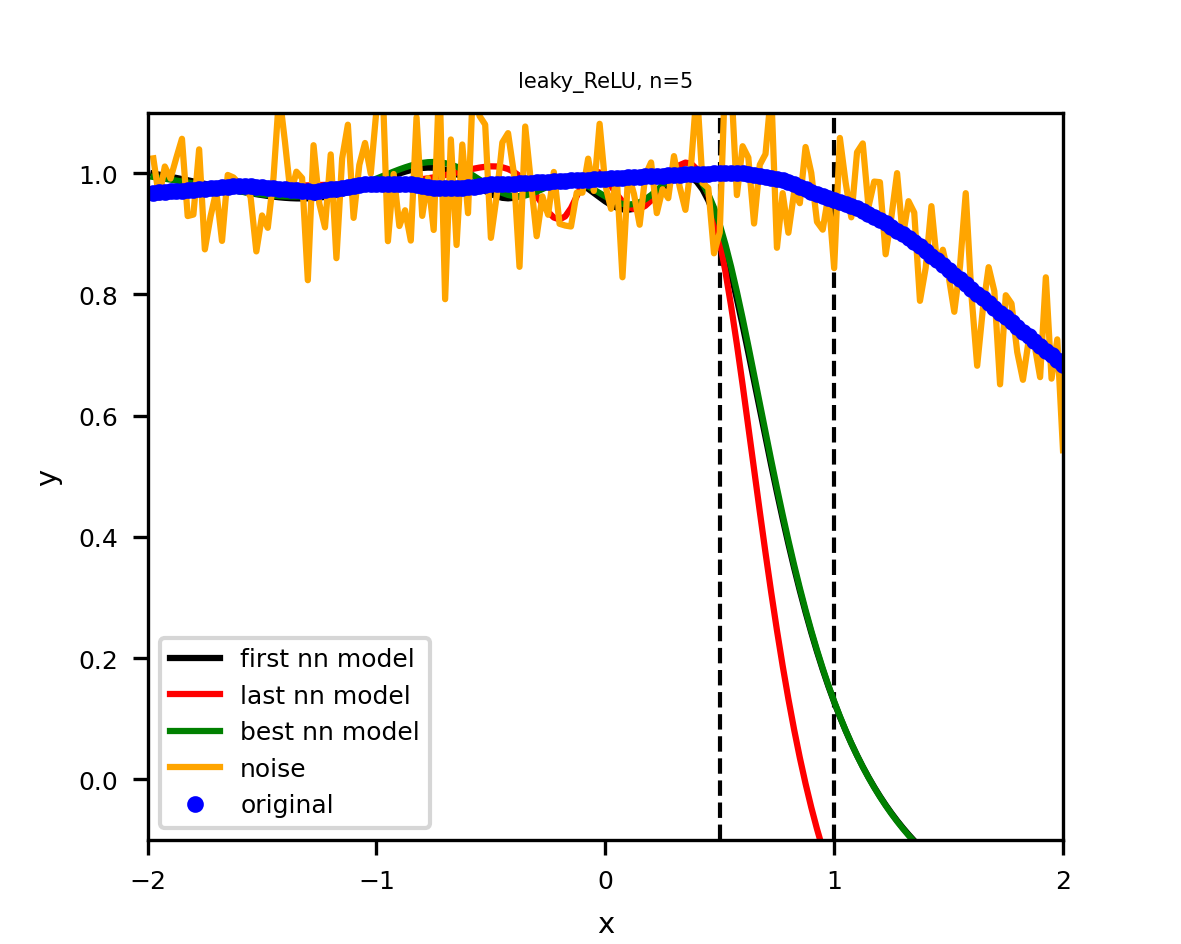 leaky_ReLU, n=5
y
1.0
0.8
0.6
0.4
0.2
0.0
first nn model
last nn model
best nn model
noise
original
−2
−1
0
1
2
x